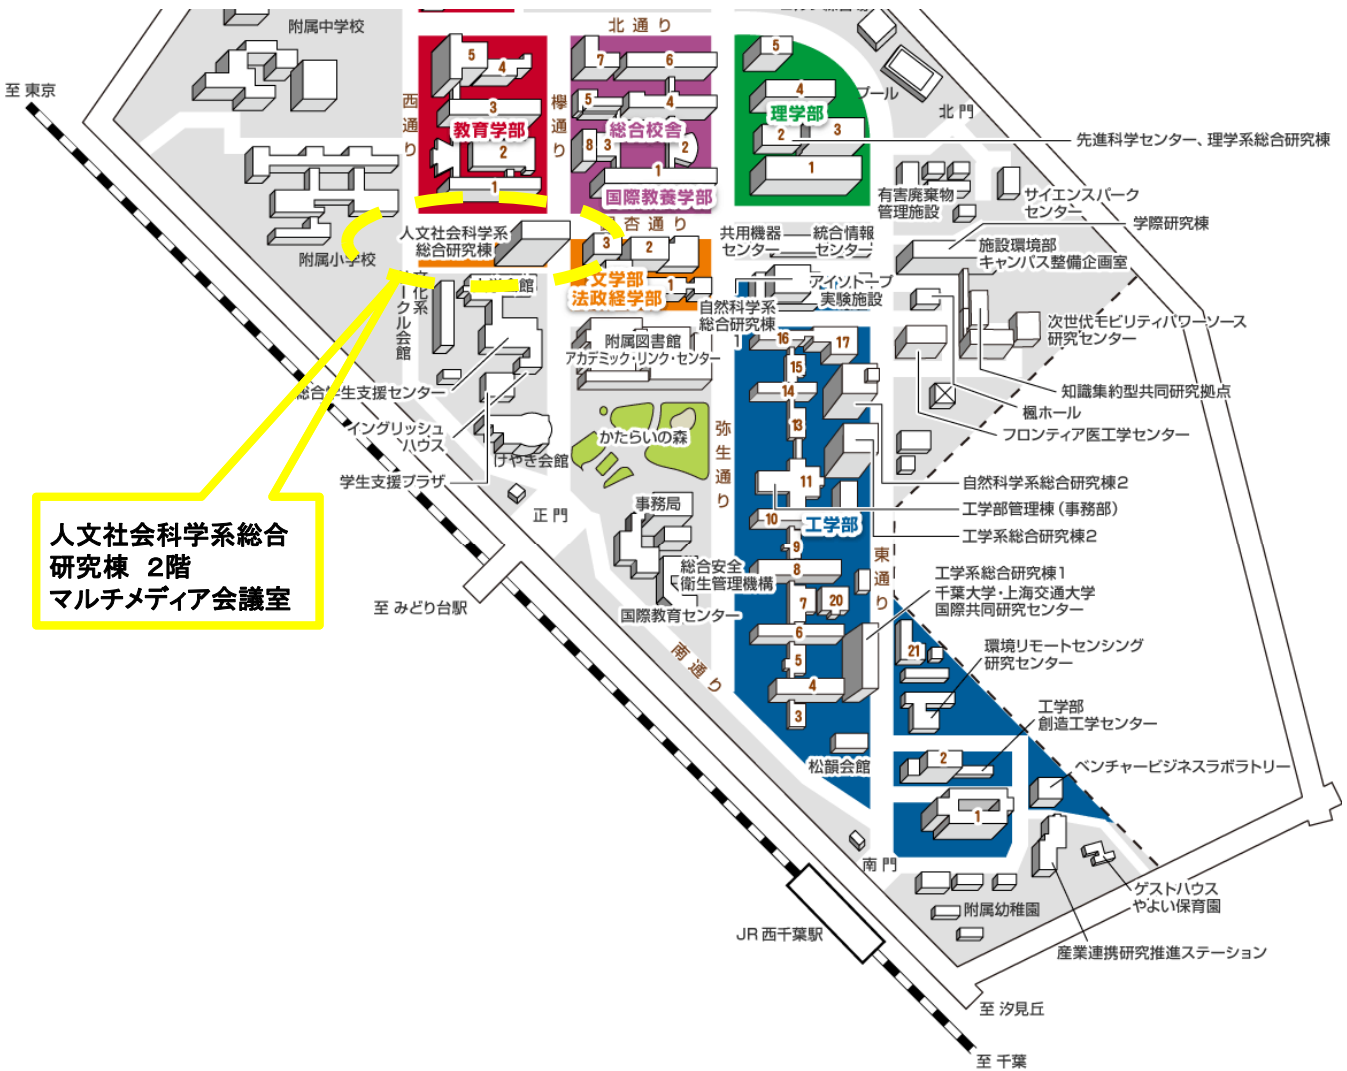 附属中学校
北通り
至 東京
西通り
欅通り
5
4
3
教育学部
2
1
7
6
5
4
総合校舎
8
3
2
1
国際教養学部
5
4
理学部
2
3
1
プール
北門
先進科学センター、理学系総合研究棟
有害廃棄物
管理施設
サイエンスパーク
センター
学際研究棟
杏通り
人文社会科学系
総合研究棟
3
2
共用機器
センター
統合情報
センター
施設環境部
キャンパス整備企画室
附属小学校
文学部
法政経学部
1
アイソトープ
実験施設
自然科学系
総合研究棟
1
サークル会館
次世代モビリティパワーソース
研究センター
附属図書館
アカデミック・リンク・センター
16
17
15
14
13
11
10
9
8
7
20
6
5
4
3
総合学生支援センター
イングリッシュ
ハウス
けやき会館
学生支援プラザ
かたらいの森
弥生通り
知識集約型共同研究拠点
楓ホール
フロンティア医工学センター
自然科学系総合研究棟2
工学部管理棟（事務部）
工学系総合研究棟2
工学部
東通り
人文社会科学系総合
研究棟 2階
マルチメディア会議室
正門
事務局
総合安全
衛生管理機構
国際教育センター
至 みどり台駅
南通り
工学系総合研究棟1
千葉大学・上海交通大学
国際共同研究センター
21
環境リモートセンシング
研究センター
工学部
創造工学センター
松韻会館
2
ベンチャービジネスラボラトリー
1
南門
JR 西千葉駅
附属幼稚園
ゲストハウス
やよい保育園
産業連携研究推進ステーション
至 汐見丘
至 千葉